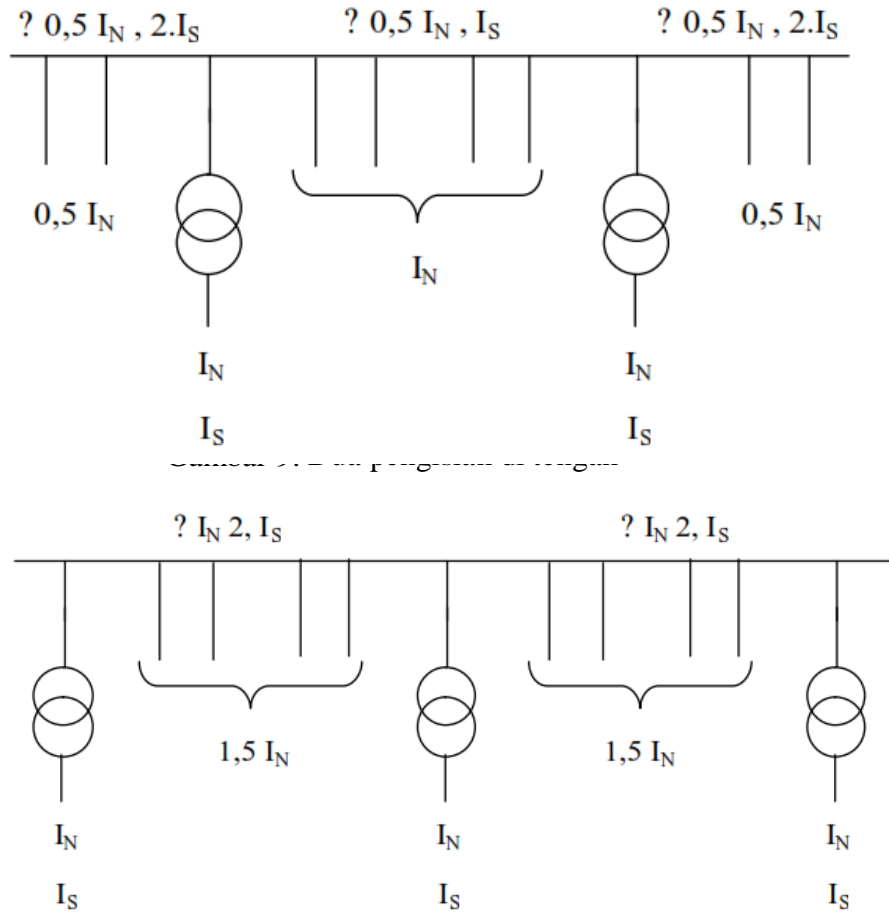 ? 0,5 I_N , 2.I_S ? 0,5 I_N , I_S ? 0,5 I_N , 2.I_S
0,5 I_N I_N 0,5 I_N
I_N I_N
I_S I_S
? I_N 2, I_S ? I_N 2, I_S
1,5 I_N 1,5 I_N
I_N I_N I_N
I_S I_S I_S